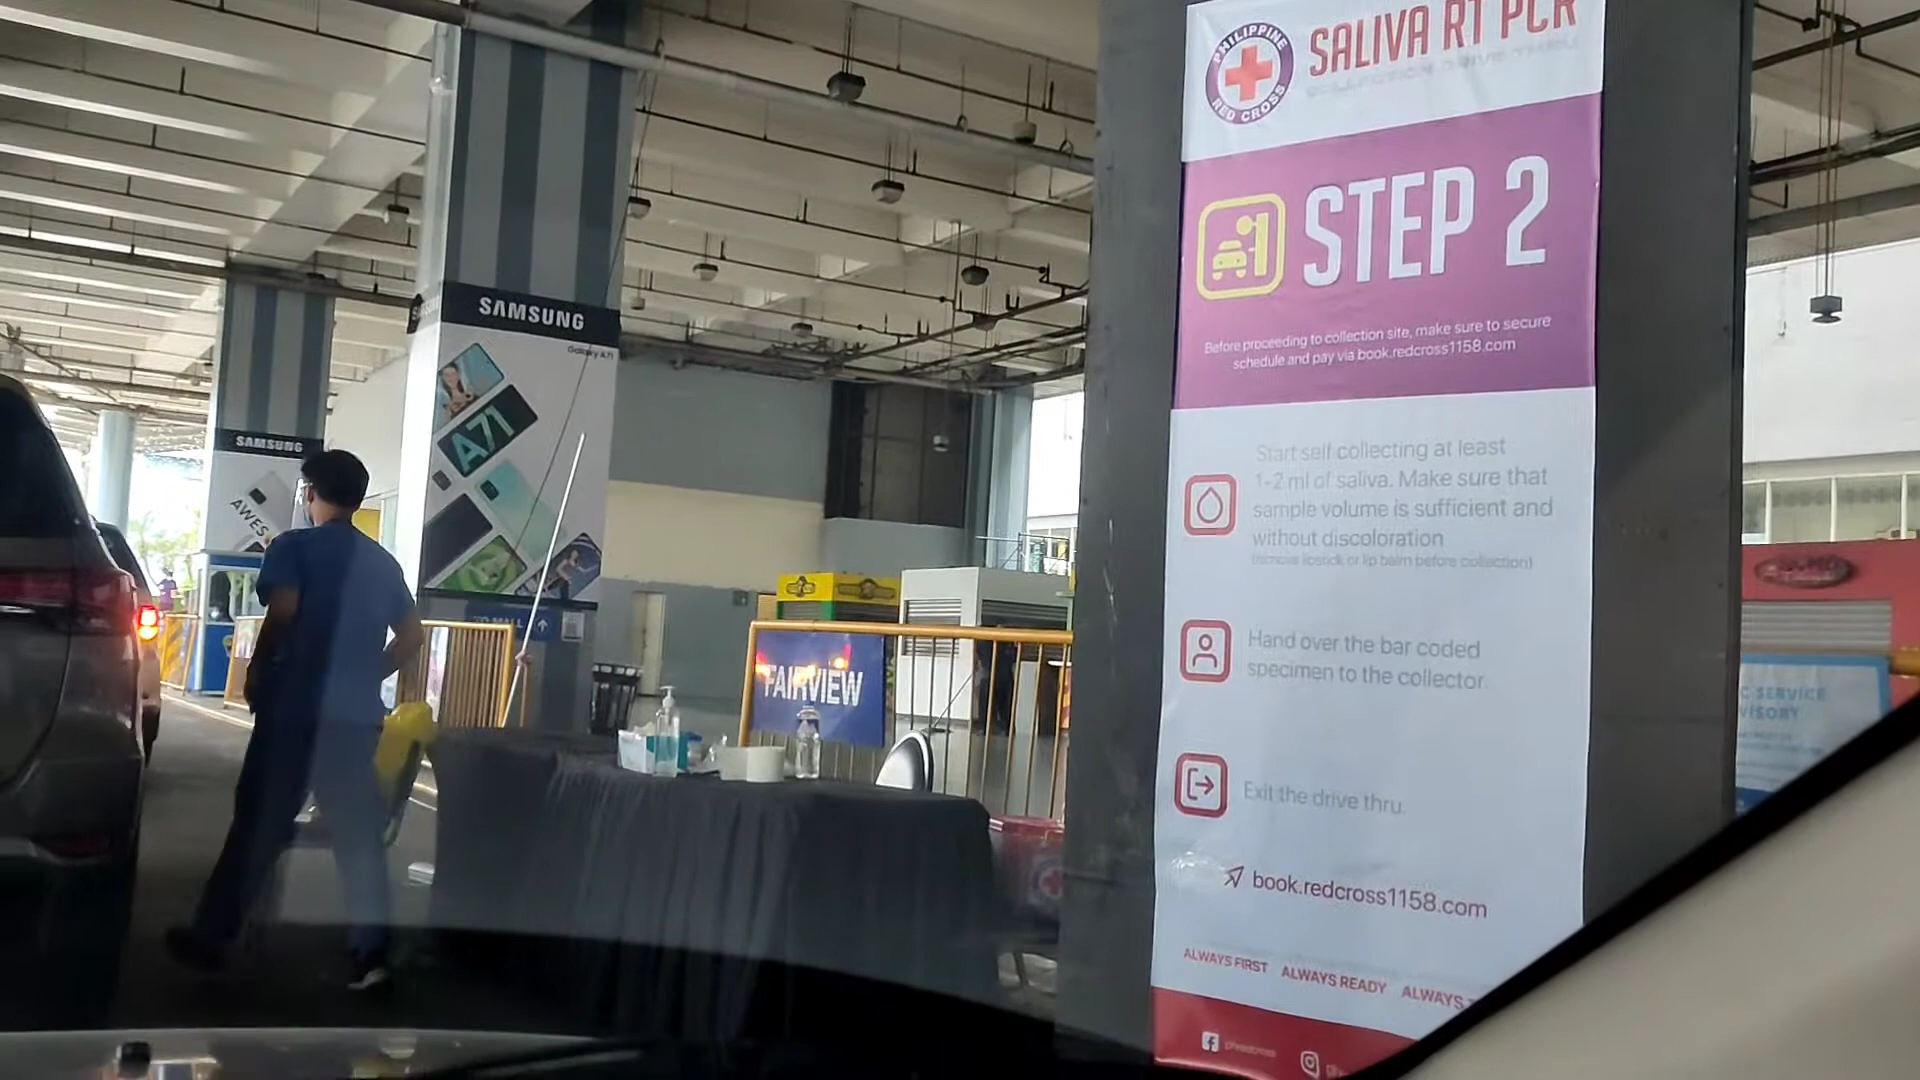 PHILIPPINE
RED CROSS
SALIVA RT PCR
COLLECTION DRIVE THRU
STEP 2
Before proceeding to collection site, make sure to secure
schedule and pay via book.redcross1158.com
Start self collecting at least
1-2 ml of saliva. Make sure that
sample volume is sufficient and
without discoloration
(remove lipstick or lip balm before collection)
Hand over the bar coded
specimen to the collector.
Exit the drive thru.
book.redcross1158.com
ALWAYS FIRST ALWAYS READY ALWAYS
SAMSUNG
Galaxy A71
A71
SAMSUNG
AWES
TO MALL
FAIRVIEW
C SERVICE
VISORY